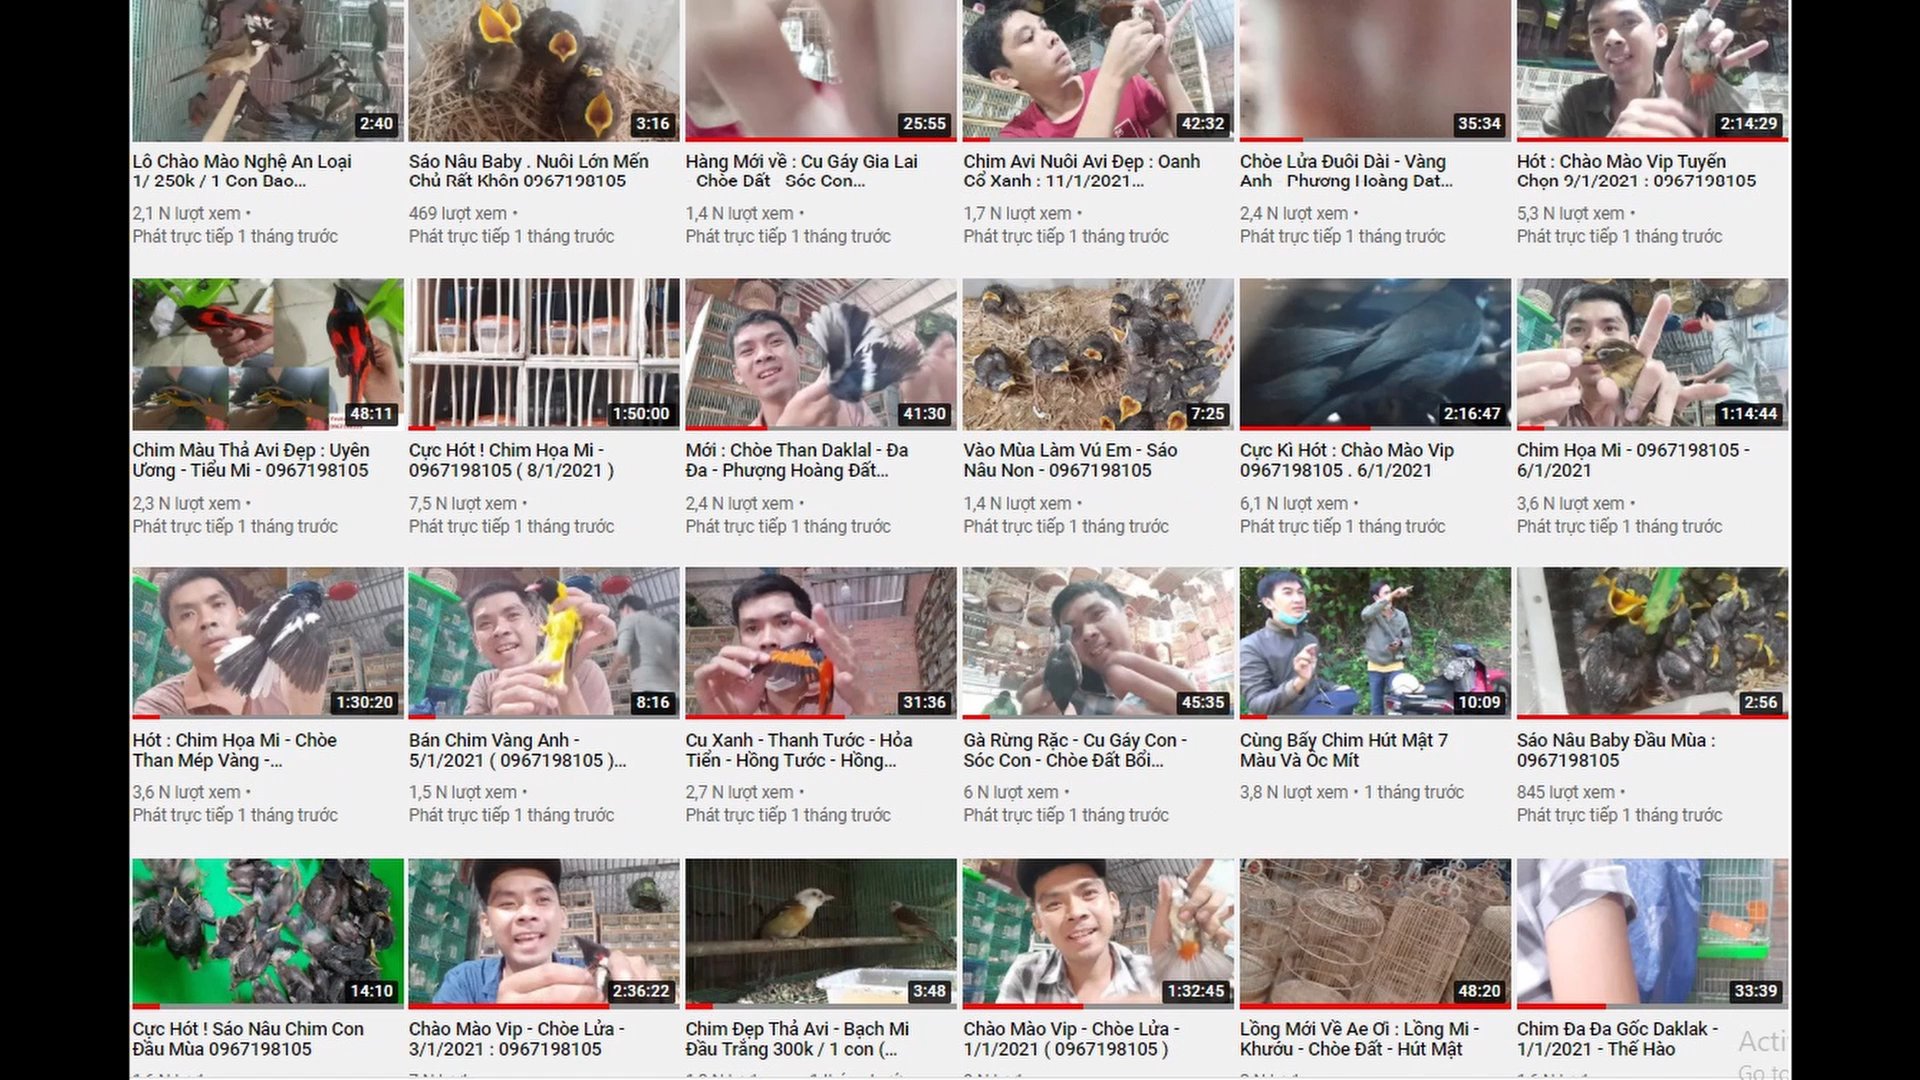 2:40
3:16
25:55
42:32
35:34
2:14:29
Lô Chào Mào Nghệ An Loại
1/ 250k / 1 Con Bao...
Sáo Nâu Baby . Nuôi Lớn Mến
Chủ Rất Khôn 0967198105
Hàng Mới về : Cu Gáy Gia Lai
- Chòe Đất - Sóc Con...
Chim Avi Nuôi Avi Đẹp : Oanh
Cổ Xanh : 11/1/2021...
Chòe Lửa Đuôi Dài - Vàng
Anh - Phượng Hoàng Đất...
Hót : Chào Mào Vip Tuyển
Chọn 9/1/2021 : 0967198105
2,1 N lượt xem •
Phát trực tiếp 1 tháng trước
469 lượt xem •
Phát trực tiếp 1 tháng trước
1,4 N lượt xem •
Phát trực tiếp 1 tháng trước
1,7 N lượt xem •
Phát trực tiếp 1 tháng trước
2,4 N lượt xem •
Phát trực tiếp 1 tháng trước
5,3 N lượt xem •
Phát trực tiếp 1 tháng trước
48:11
1:50:00
41:30
7:25
2:16:47
1:14:44
Chim Màu Thả Avi Đẹp : Uyên
Ương - Tiểu Mi - 0967198105
Cực Hót ! Chim Họa Mi -
0967198105 ( 8/1/2021 )
Mới : Chòe Than Daklal - Đa
Đa - Phượng Hoàng Đất...
Vào Mùa Làm Vú Em - Sáo
Nâu Non - 0967198105
Cực Kì Hót : Chào Mào Vip
0967198105 . 6/1/2021
Chim Họa Mi - 0967198105 -
6/1/2021
2,3 N lượt xem •
Phát trực tiếp 1 tháng trước
7,5 N lượt xem •
Phát trực tiếp 1 tháng trước
2,4 N lượt xem •
Phát trực tiếp 1 tháng trước
1,4 N lượt xem •
Phát trực tiếp 1 tháng trước
6,1 N lượt xem •
Phát trực tiếp 1 tháng trước
3,6 N lượt xem •
Phát trực tiếp 1 tháng trước
1:30:20
8:16
31:36
45:35
10:09
2:56
Hót : Chim Họa Mi - Chòe
Than Mép Vàng -...
Bán Chim Vàng Anh -
5/1/2021 ( 0967198105 )...
Cu Xanh - Thanh Tước - Hỏa
Tiển - Hồng Tước - Hồng...
Gà Rừng Rặc - Cu Gáy Con -
Sóc Con - Chòe Đất Bổi...
Cùng Bẫy Chim Hút Mật 7
Màu Và Ốc Mít
Sáo Nâu Baby Đầu Mùa :
0967198105
3,6 N lượt xem •
Phát trực tiếp 1 tháng trước
1,5 N lượt xem •
Phát trực tiếp 1 tháng trước
2,7 N lượt xem •
Phát trực tiếp 1 tháng trước
6 N lượt xem •
Phát trực tiếp 1 tháng trước
3,8 N lượt xem • 1 tháng trước
845 lượt xem •
Phát trực tiếp 1 tháng trước
14:10
2:36:22
3:48
1:32:45
48:20
33:39
Cực Hót ! Sáo Nâu Chim Con
Đầu Mùa 0967198105
Chào Mào Vip - Chòe Lửa -
3/1/2021 : 0967198105
Chim Đẹp Thả Avi - Bạch Mi
Đầu Trắng 300k / 1 con (...
Chào Mào Vip - Chòe Lửa -
1/1/2021 ( 0967198105 )
Lồng Mới Về Ae Ơi : Lồng Mi -
Khướu - Chòe Đất - Hút Mật
Chim Đa Đa Gốc Daklak -
1/1/2021 - Thế Hào
Acti
Go to